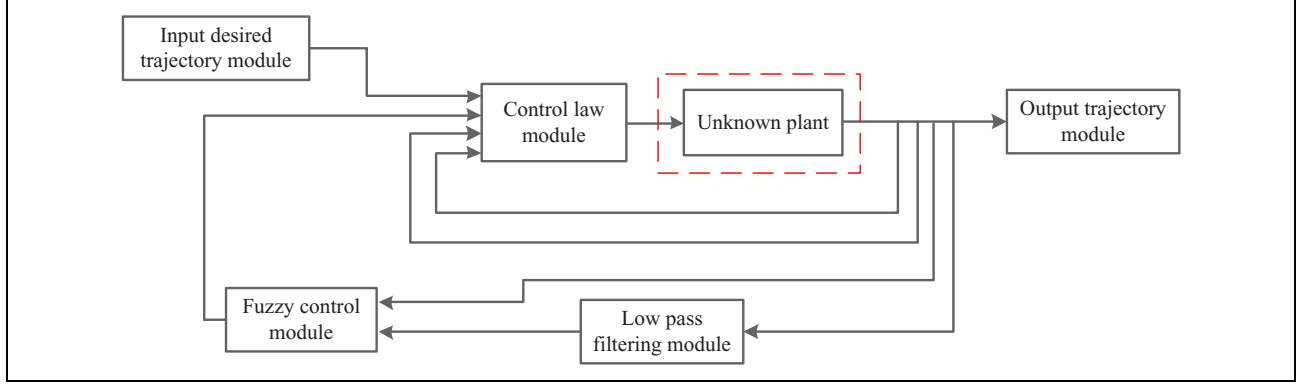 Input desired
trajectory module
Control law
module
Unknown plant
Output trajectory
module
Fuzzy control
module
Low pass
filtering module